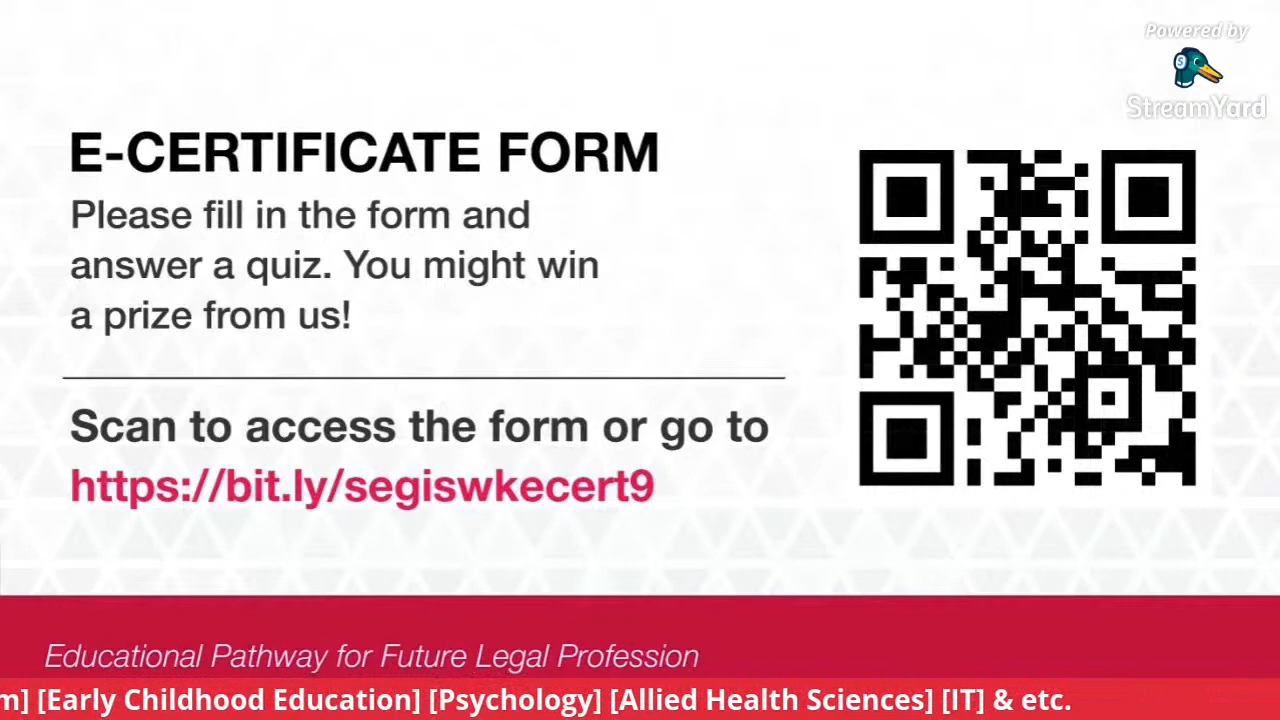 Powered by
StreamYard
E-CERTIFICATE FORM
Please fill in the form and
answer a quiz. You might win
a prize from us!
Scan to access the form or go to
https://bit.ly/segiswkecert9
Educational Pathway for Future Legal Profession
m] [Early Childhood Education] [Psychology] [Allied Health Sciences] [IT] & etc.